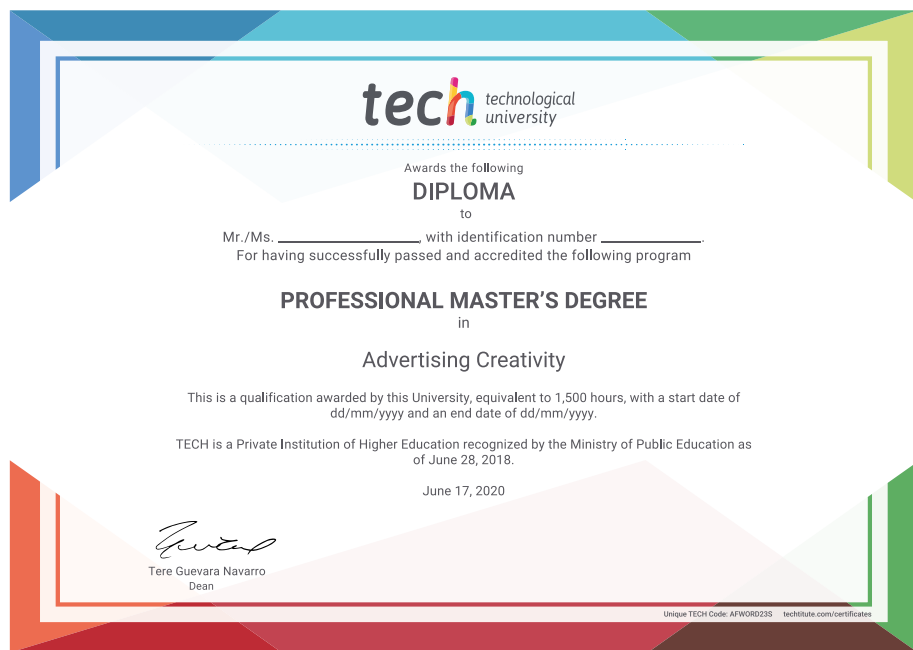 tech technological
university
Awards the following
DIPLOMA
to
Mr./Ms. ____________________, with identification number ______________.
For having successfully passed and accredited the following program
PROFESSIONAL MASTER'S DEGREE
in
Advertising Creativity
This is a qualification awarded by this University, equivalent to 1,500 hours, with a start date of
dd/mm/yyyy and an end date of dd/mm/yyyy.
TECH is a Private Institution of Higher Education recognized by the Ministry of Public Education as
of June 28, 2018.
June 17, 2020
Tere Guevara Navarro
Dean
Unique TECH Code: AFWORD23S techtitute.com/certificates